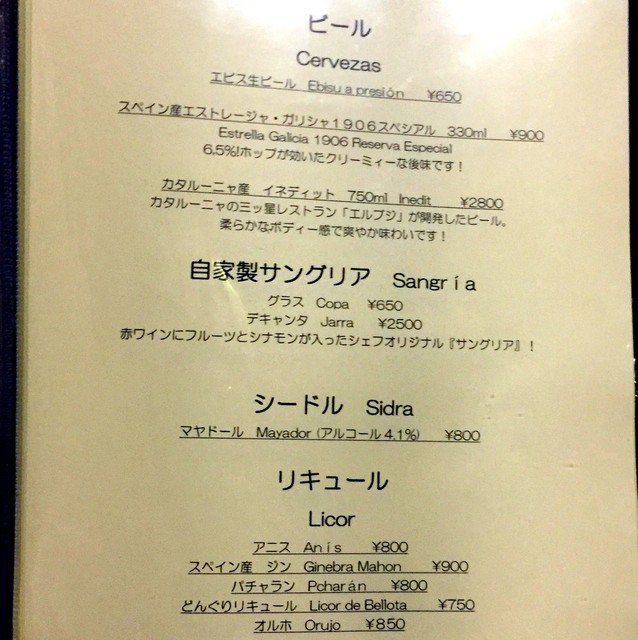 ビール
Cervezas
エビス生ビール　Ebisu a presión　¥650
スペイン産エストレージャ・ガリシャ１９０６スペシアル　330ml　¥900
Estrella Galicia 1906 Reserva Especial
6,5%!ホップが効いたクリーミィーな後味です！
カタルーニャ産　イネディット　750ml　Inedit　¥2800
カタルーニャの三ッ星レストラン「エルブジ」が開発したビール。
柔らかなボディー感で爽やか味わいです！
自家製サングリア　Sangría
グラス　Copa　¥650
デキャンタ　Jarra　¥2500
赤ワインにフルーツとシナモンが入ったシェフオリジナル『サングリア』！
シードル　Sidra
マヤドール　Mayador (アルコール 4,1%)　¥800
リキュール
Licor
アニス　Anís　¥800
スペイン産　ジン　Ginebra Mahon　¥900
パチャラン　Pcharán　¥800
どんぐりリキュール　Licor de Bellota　¥750
オルホ　Orujo　¥850